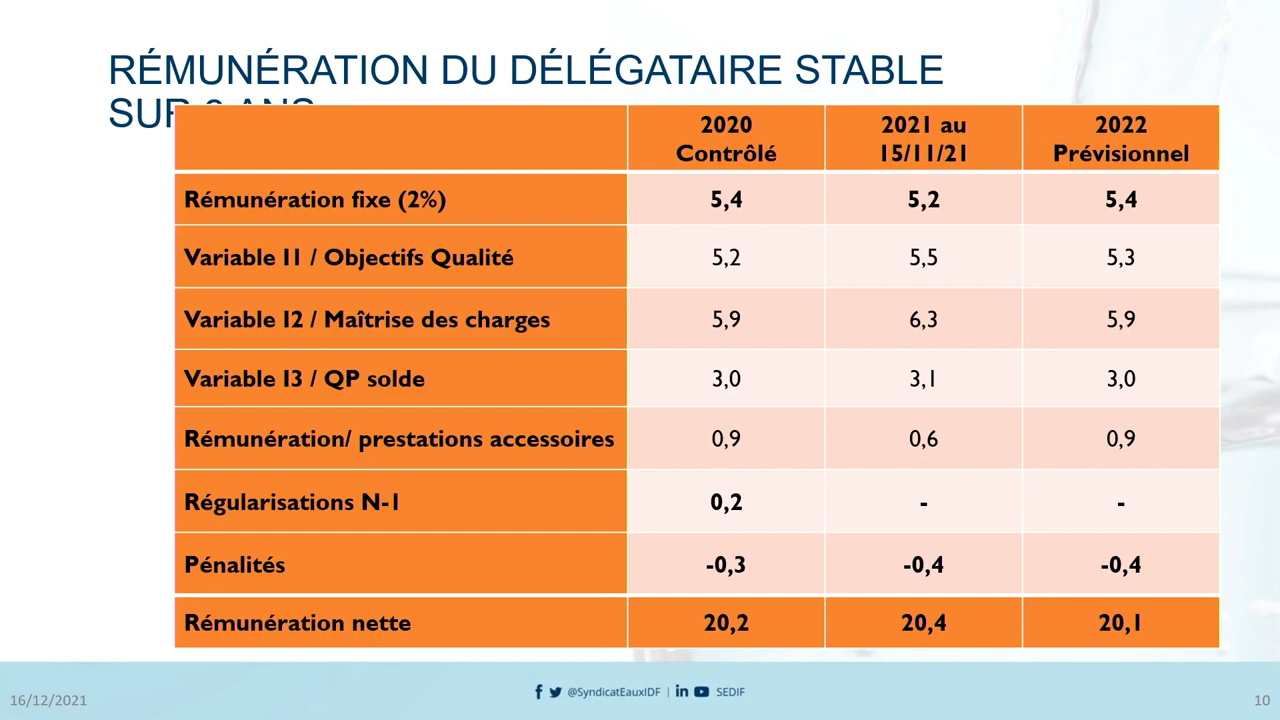 RÉMUNÉRATION DU DÉLÉGATAIRE STABLE
SUR ANS
2020 Contrôlé 2021 au 15/11/21 2022 Prévisionnel
Rémunération fixe (2%) 5,4 5,2 5,4
Variable I1 / Objectifs Qualité 5,2 5,5 5,3
Variable I2 / Maîtrise des charges 5,9 6,3 5,9
Variable I3 / QP solde 3,0 3,1 3,0
Rémunération/ prestations accessoires 0,9 0,6 0,9
Régularisations N-1 0,2 - -
Pénalités -0,3 -0,4 -0,4
Rémunération nette 20,2 20,4 20,1
16/12/2021 @SyndicatEauxIDF | SEDIF 10